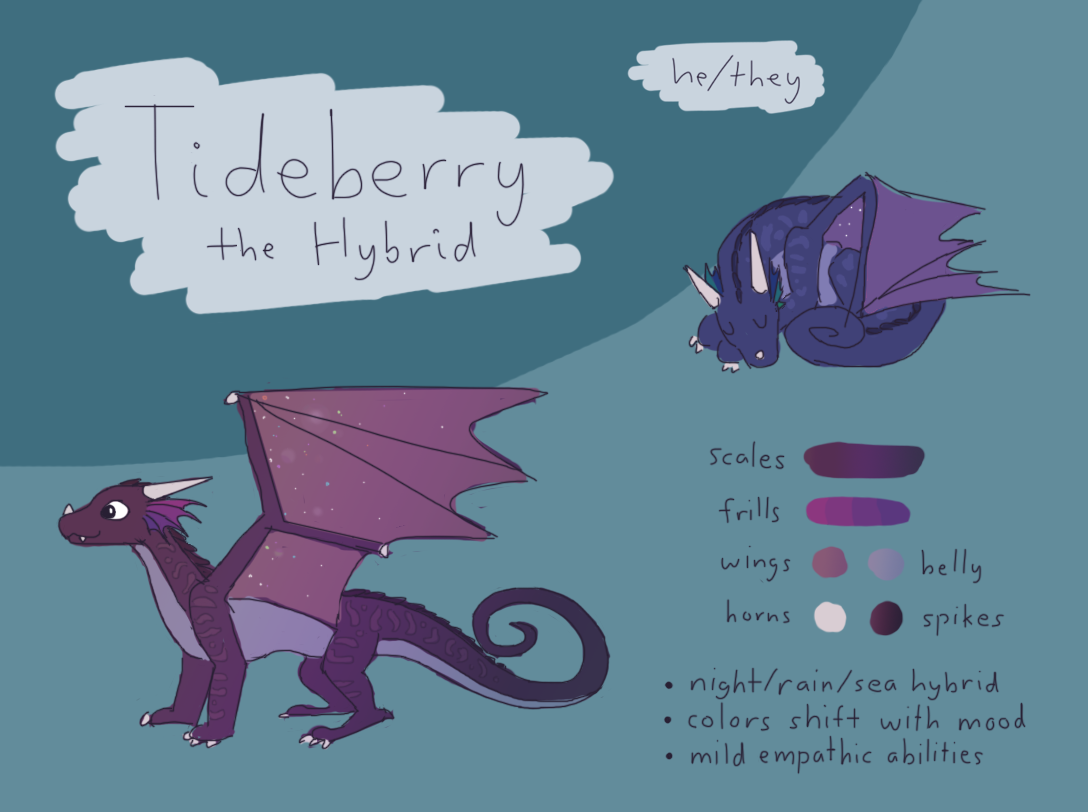 Tideberry
the Hybrid
he/they
scales
frills
wings
belly
horns
spikes
• night/rain/sea hybrid
• colors shift with mood
• mild empathic abilities